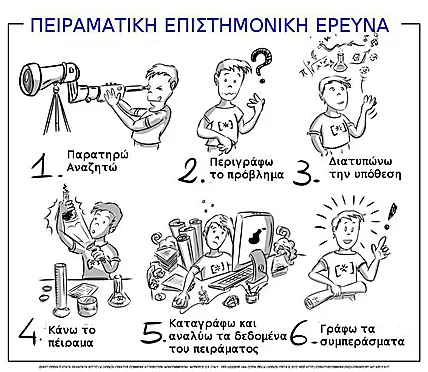 ΠΕΙΡΑΜΑΤΙΚΗ ΕΠΙΣΤΗΜΟΝΙΚΗ ΕΡΕΥΝΑ
?
[*]
[*]
1. Παρατηρώ
Αναζητώ
2. Περιγράφω
το πρόβλημα
3. Διατυπώνω
την υπόθεση
!
[*]
[*]
4. Κάνω το
πείραμα
5. Καταγράφω και
αναλύω τα δεδομένα
του πειράματος
6. Γράφω τα
συμπεράσματα